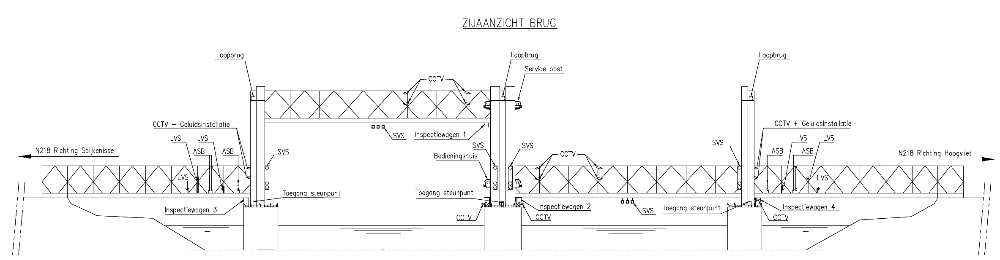 ZIJAANZICHT BRUG
Loopbrug
Loopbrug
Loopbrug
Service post
CCTV
CCTV + Geluidsinstallatie
CCTV + Geluidsinstallatie
SVS
Inspectiewagen 1
LVS
LVS
LVS
LVS
N218 Richting Spijkenisse
ASB
ASB
SVS
SVS
SVS
SVS
Bedieningshuis
CCTV
ASB
ASB
N218 Richting Hoogvliet
LVS
LVS
Toegang steunpunt
Toegang steunpunt
Inspectiewagen 3
Inspectiewagen 2
SVS
Toegang steunpunt
Inspectiewagen 4
CCTV
CCTV
CCTV